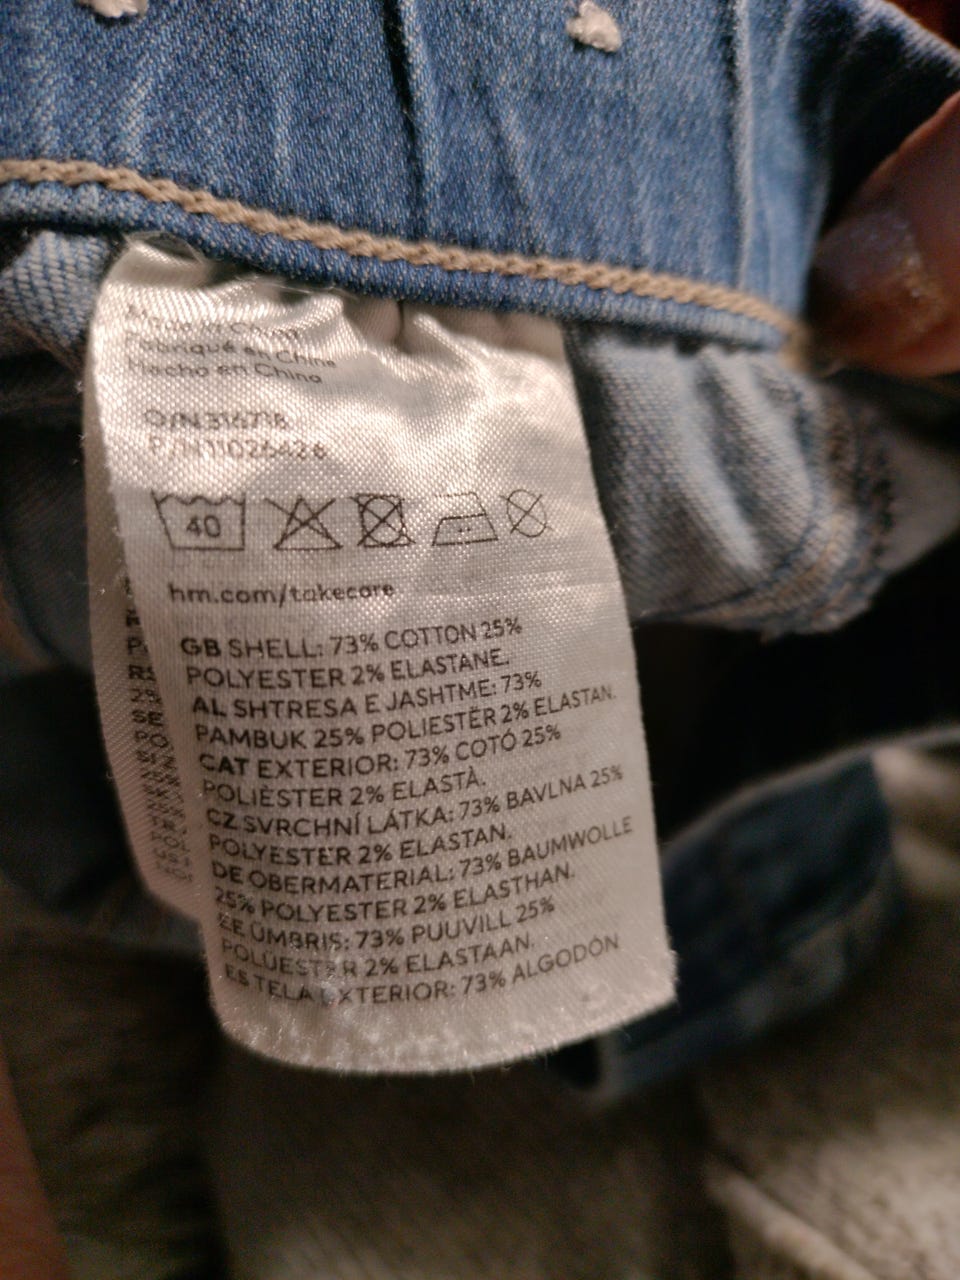 Made in China
Fabriqué en Chine
Hecho en China
O/N 316718
P/N 11026426
40
hm.com/takecare
GB SHELL: 73% COTTON 25%
POLYESTER 2% ELASTANE.
AL SHTRESA E JASHTME: 73%
PAMBUK 25% POLIESTËR 2% ELASTAN.
CAT EXTERIOR: 73% COTÓ 25%
POLIÈSTER 2% ELASTÀ.
CZ SVRCHNÍ LÁTKA: 73% BAVLNA 25%
POLYESTER 2% ELASTAN.
DE OBERMATERIAL: 73% BAUMWOLLE
25% POLYESTER 2% ELASTHAN.
EE ÜMBRIS: 73% PUUVILL 25%
POLÜESTER 2% ELASTAAN.
ES TELA EXTERIOR: 73% ALGODÓN